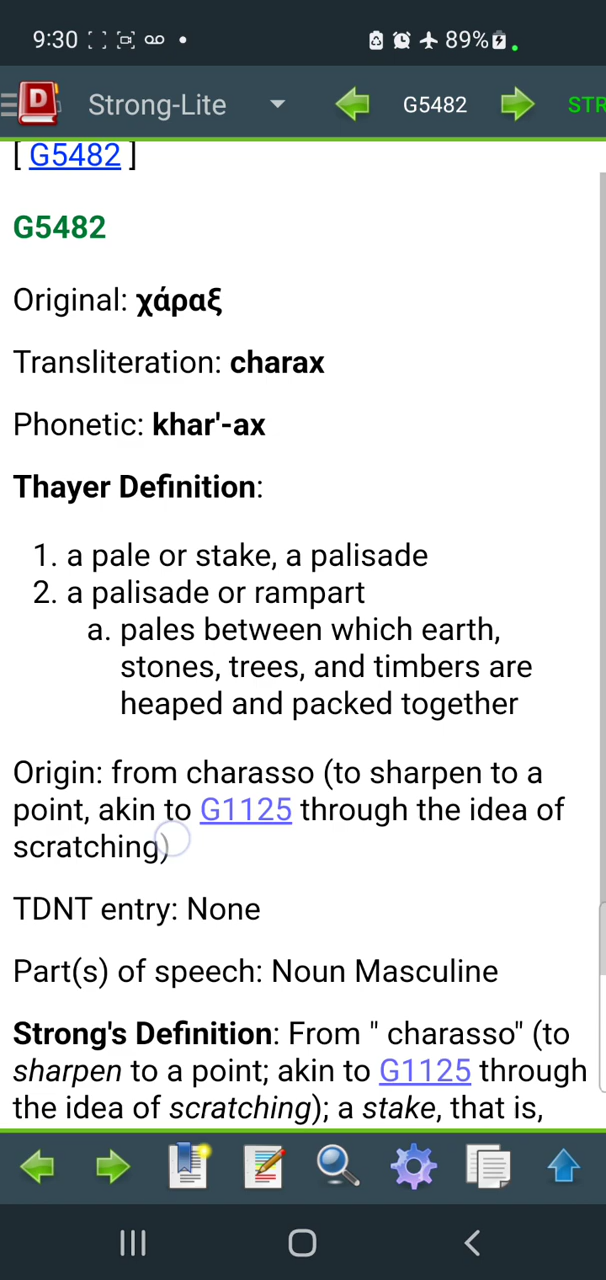 9:30 89%
Strong-Lite G5482 STR
[ G5482 ]
G5482
Original: χάραξ
Transliteration: charax
Phonetic: khar'-ax
Thayer Definition:
1. a pale or stake, a palisade
2. a palisade or rampart
a. pales between which earth,
stones, trees, and timbers are
heaped and packed together
Origin: from charasso (to sharpen to a
point, akin to G1125 through the idea of
scratching)
TDNT entry: None
Part(s) of speech: Noun Masculine
Strong's Definition: From " charasso" (to
sharpen to a point; akin to G1125 through
the idea of scratching); a stake, that is,